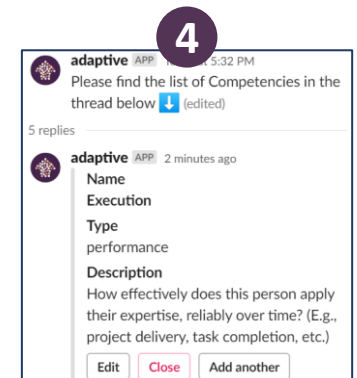 4
adaptive APP 5:32 PM
Please find the list of Competencies in the
thread below ⬇️ (edited)
5 replies
adaptive APP 2 minutes ago
Name
Execution
Type
performance
Description
How effectively does this person apply
their expertise, reliably over time? (E.g.,
project delivery, task completion, etc.)
Edit Close Add another